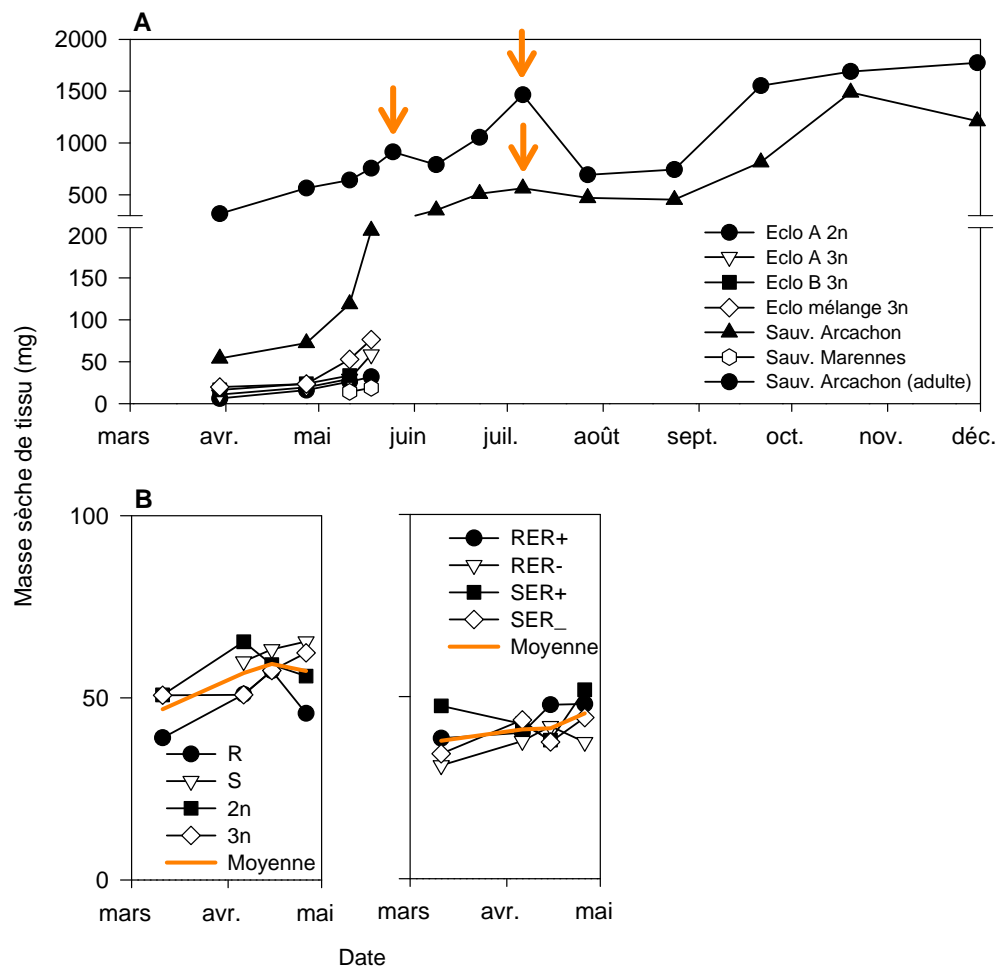 A
2000
1500
1000
500
200
150
100
50
0
Eclo A 2n
Eclo A 3n
Eclo B 3n
Eclo mélange 3n
Sauv. Arcachon
Sauv. Marennes
Sauv. Arcachon (adulte)
mars avr. mai juin juil. août sept. oct. nov. déc.
Masse sèche de tissu (mg)
B
100
50
0
R
S
2n
3n
Moyenne
mars avr. mai
RER+
RER-
SER+
SER_
Moyenne
mars avr. mai
Date